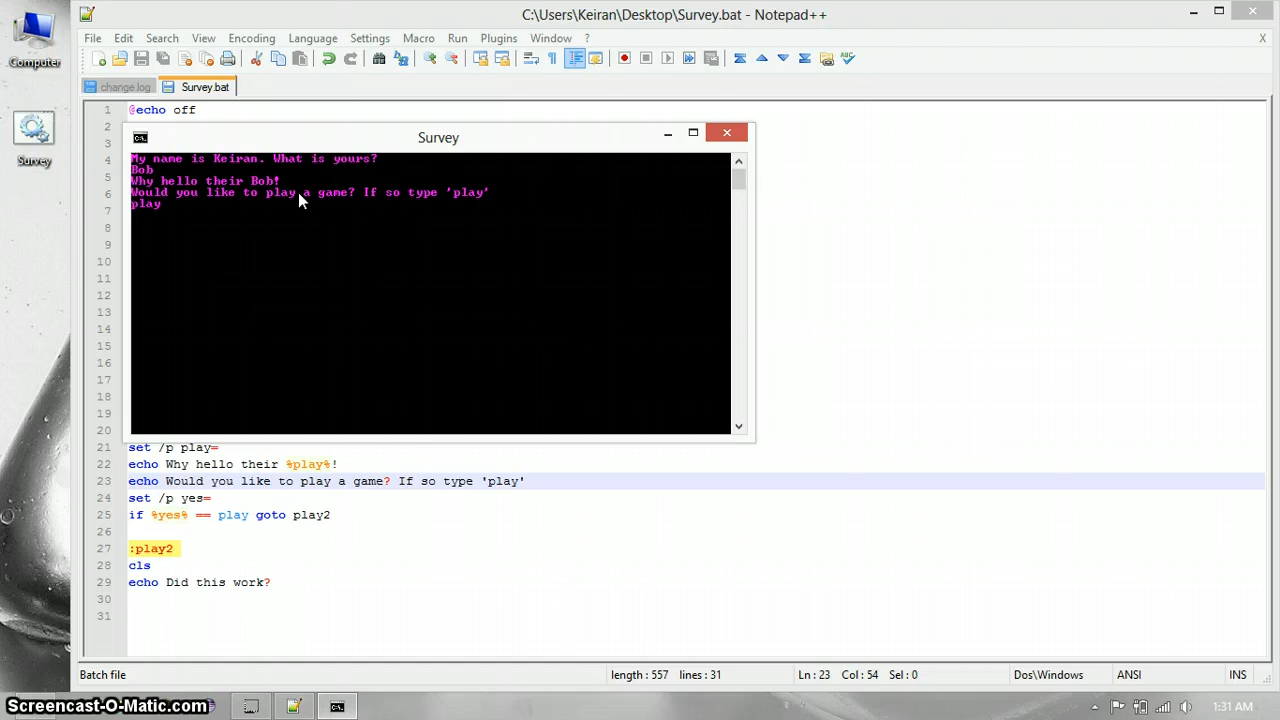 C:\Users\Keiran\Desktop\Survey.bat - Notepad++
Computer
File Edit Search View Encoding Language Settings Macro Run Plugins Window ? X
change.log Survey.bat
Survey
1 @echo off
2
3
4
5
6
7
8
9
10
11
12
13
14
15
16
17
18
19
20
Survey
My name is Keiran. What is yours?
Bob
Why hello their Bob!
Would you like to play a game? If so type 'play'
play
21 set /p play=
22 echo Why hello their %play%!
23 echo Would you like to play a game? If so type 'play'
24 set /p yes=
25 if %yes% == play goto play2
26
27 :play2
28 cls
29 echo Did this work?
30
31
Batch file length : 557 lines : 31 Ln : 23 Col : 54 Sel : 0 Dos\Windows ANSI INS
Screencast-O-Matic.com 1:31 AM